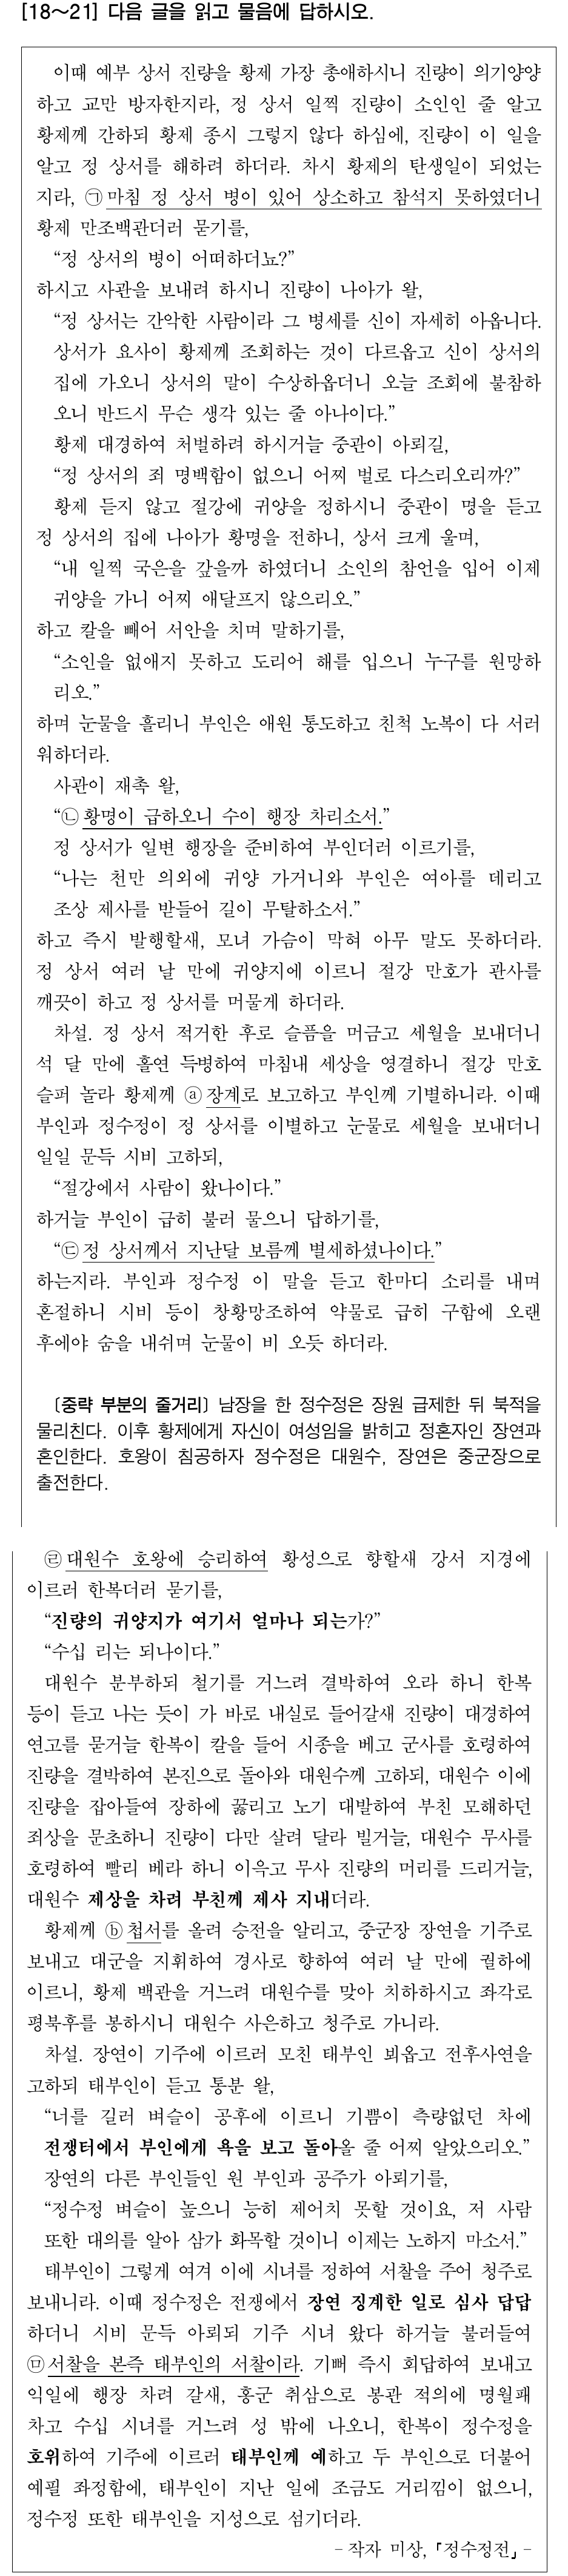 [18～21] 다음 글을 읽고 물음에 답하시오.
이때 예부 상서 진량을 황제 가장 총애하시니 진량이 의기양양
하고 교만 방자한지라, 정 상서 일찍 진량이 소인인 줄 알고
황제께 간하되 황제 종시 그렇지 않다 하심에, 진량이 이 일을
알고 정 상서를 해하려 하더라. 차시 황제의 탄생일이 되었는
지라, ㉠마침 정 상서 병이 있어 상소하고 참석지 못하였더니
황제 만조백관더러 묻기를,
“정 상서의 병이 어떠하더뇨?”
하시고 사관을 보내려 하시니 진량이 나아가 왈,
“정 상서는 간악한 사람이라 그 병세를 신이 자세히 아옵니다.
상서가 요사이 황제께 조회하는 것이 다르옵고 신이 상서의
집에 가오니 상서의 말이 수상하옵더니 오늘 조회에 불참하
오니 반드시 무슨 생각 있는 줄 아나이다.”
황제 대경하여 처벌하려 하시거늘 중관이 아뢰길,
“정 상서의 죄 명백함이 없으니 어찌 벌로 다스리오리까?”
황제 듣지 않고 절강에 귀양을 정하시니 중관이 명을 듣고
정 상서의 집에 나아가 황명을 전하니, 상서 크게 울며,
“내 일찍 국은을 갚을까 하였더니 소인의 참언을 입어 이제
귀양을 가니 어찌 애달프지 않으리오.”
하고 칼을 빼어 서안을 치며 말하기를,
“소인을 없애지 못하고 도리어 해를 입으니 누구를 원망하
리오.”
하며 눈물을 흘리니 부인은 애원 통도하고 친척 노복이 다 서러
워하더라.
사관이 재촉 왈,
“㉡황명이 급하오니 수이 행장 차리소서.”
정 상서가 일변 행장을 준비하여 부인더러 이르기를,
“나는 천만 의외에 귀양 가거니와 부인은 여아를 데리고
조상 제사를 받들어 길이 무탈하소서.”
하고 즉시 발행할새, 모녀 가슴이 막혀 아무 말도 못하더라.
정 상서 여러 날 만에 귀양지에 이르니 절강 만호가 관사를
깨끗이 하고 정 상서를 머물게 하더라.
차설. 정 상서 적거한 후로 슬픔을 머금고 세월을 보내더니
석 달 만에 홀연 득병하여 마침내 세상을 영결하니 절강 만호
슬퍼 놀라 황제께 ⓐ장계로 보고하고 부인께 기별하니라. 이때
부인과 정수정이 정 상서를 이별하고 눈물로 세월을 보내더니
일일 문득 시비 고하되,
“절강에서 사람이 왔나이다.”
하거늘 부인이 급히 불러 물으니 답하기를,
“㉢정 상서께서 지난달 보름께 별세하셨나이다.”
하는지라. 부인과 정수정 이 말을 듣고 한마디 소리를 내며
혼절하니 시비 등이 창황망조하여 약물로 급히 구함에 오랜
후에야 숨을 내쉬며 눈물이 비 오듯 하더라.
〔중략 부분의 줄거리〕 남장을 한 정수정은 장원 급제한 뒤 북적을
물리친다. 이후 황제에게 자신이 여성임을 밝히고 정혼자인 장연과
혼인한다. 호왕이 침공하자 정수정은 대원수, 장연은 중군장으로
출전한다.
㉣대원수 호왕에 승리하여 황성으로 향할새 강서 지경에
이르러 한복더러 묻기를,
“진량의 귀양지가 여기서 얼마나 되는가?”
“수십 리는 되나이다.”
대원수 분부하되 철기를 거느려 결박하여 오라 하니 한복
등이 듣고 나는 듯이 가 바로 내실로 들어갈새 진량이 대경하여
연고를 묻거늘 한복이 칼을 들어 시종을 베고 군사를 호령하여
진량을 결박하여 본진으로 돌아와 대원수께 고하되, 대원수 이에
진량을 잡아들여 장하에 꿇리고 노기 대발하여 부친 모해하던
죄상을 문초하니 진량이 다만 살려 달라 빌거늘, 대원수 무사를
호령하여 빨리 베라 하니 이윽고 무사 진량의 머리를 드리거늘,
대원수 제상을 차려 부친께 제사 지내더라.
황제께 ⓑ첩서를 올려 승전을 알리고, 중군장 장연을 기주로
보내고 대군을 지휘하여 경사로 향하여 여러 날 만에 궐하에
이르니, 황제 백관을 거느려 대원수를 맞아 치하하시고 좌각로
평북후를 봉하시니 대원수 사은하고 청주로 가니라.
차설. 장연이 기주에 이르러 모친 태부인 뵈옵고 전후사연을
고하되 태부인이 듣고 통분 왈,
“너를 길러 벼슬이 공후에 이르니 기쁨이 측량없던 차에
전쟁터에서 부인에게 욕을 보고 돌아올 줄 어찌 알았으리오.”
장연의 다른 부인들인 원 부인과 공주가 아뢰기를,
“정수정 벼슬이 높으니 능히 제어치 못할 것이요, 저 사람
또한 대의를 알아 삼가 화목할 것이니 이제는 노하지 마소서.”
태부인이 그렇게 여겨 이에 시녀를 정하여 서찰을 주어 청주로
보내니라. 이때 정수정은 전쟁에서 장연 징계한 일로 심사 답답
하더니 시비 문득 아뢰되 기주 시녀 왔다 하거늘 불러들여
㉤서찰을 본즉 태부인의 서찰이라. 기뻐 즉시 회답하여 보내고
익일에 행장 차려 갈새, 홍군 취삼으로 봉관 적의에 명월패
차고 수십 시녀를 거느려 성 밖에 나오니, 한복이 정수정을
호위하여 기주에 이르러 태부인께 예하고 두 부인으로 더불어
예필 좌정함에, 태부인이 지난 일에 조금도 거리낌이 없으니,
정수정 또한 태부인을 지성으로 섬기더라.
- 작자 미상, ｢정수정전｣ -